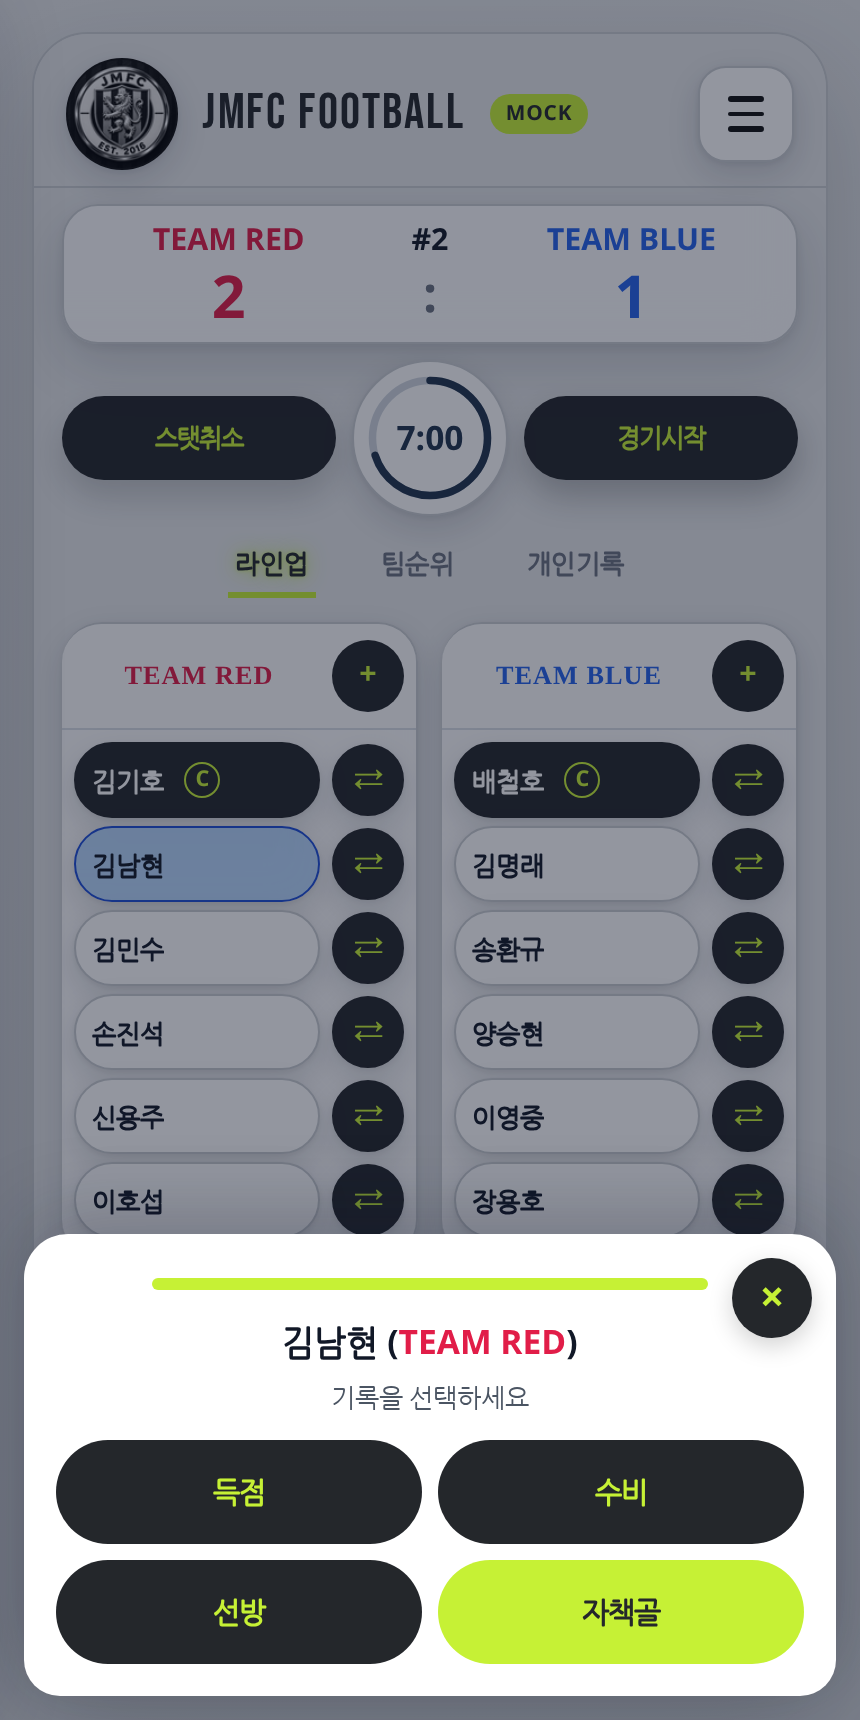 JMFC
EST. 2016
JMFC FOOTBALL MOCK
TEAM RED #2 TEAM BLUE
2 : 1
스탯취소 7:00 경기시작
라인업 팀순위 개인기록
TEAM RED + TEAM BLUE +
김기호 C 배철호 C
김남현 김명래
김민수 송환규
손진석 양승현
신용주 이영중
이호섭 장용호
×
김남현 (TEAM RED)
기록을 선택하세요
득점 수비
선방 자책골